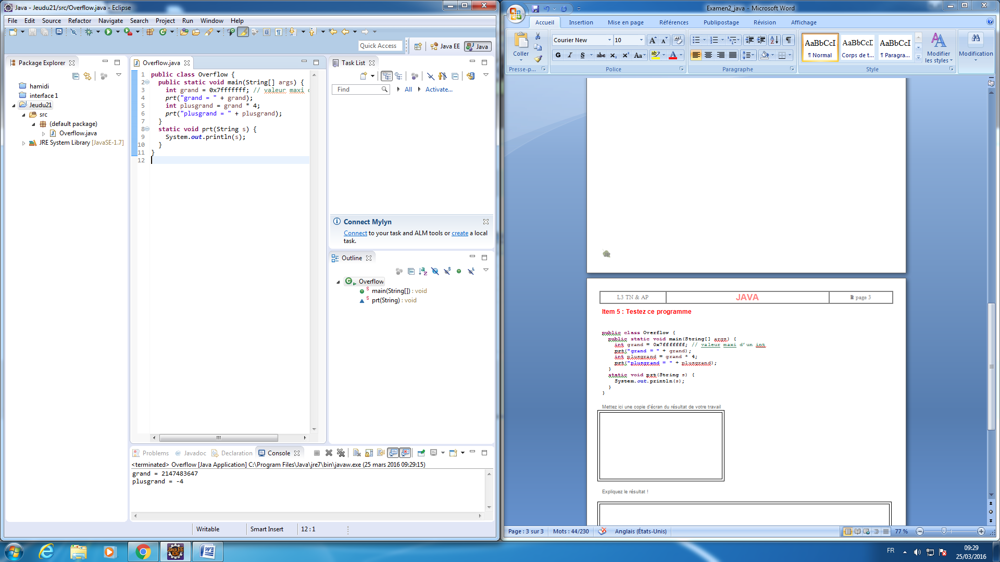 Java - Jeudu21/src/Overflow.java - Eclipse
File Edit Source Refactor Navigate Search Project Run Window Help
Quick Access
Java EE
Java
Package Explorer
hamidi
interface1
Jeudu21
src
(default package)
Overflow.java
JRE System Library [JavaSE-1.7]
Overflow.java
1 public class Overflow {
2 public static void main(String[] args) {
3 int grand = 0x7fffffff; // valeur maxi
4 prt("grand = " + grand);
5 int plusgrand = grand * 4;
6 prt("plusgrand = " + plusgrand);
7 }
8 static void prt(String s) {
9 System.out.println(s);
10 }
11 }
12
Task List
Find
All
Activate...
Connect Mylyn
Connect to your task and ALM tools or create a local
task.
Outline
Overflow
main(String[]) : void
prt(String) : void
Problems @ Javadoc Declaration Console
<terminated> Overflow [Java Application] C:\Program Files\Java\jre7\bin\javaw.exe (25 mars 2016 09:29:15)
grand = 2147483647
plusgrand = -4
Writable Smart Insert 12 : 1
Examen2_java - Microsoft Word
Accueil Insertion Mise en page Références Publipostage Révision Affichage
Coller
Presse-p...
Courier New 10
G I S abc x₂ x² Aa
Police
Paragraphe
AaBbCcI AaBbCcI AaBbCcI
¶ Normal Corps de t... ¶ Paragra...
Modifier
les styles
Style
Modification
L3 TN & AP JAVA page 3
Item 5 : Testez ce programme
public class Overflow {
public static void main(String[] args) {
int grand = 0x7fffffff; // valeur maxi d'un int
prt("grand = " + grand);
int plusgrand = grand * 4;
prt("plusgrand = " + plusgrand);
}
static void prt(String s) {
System.out.println(s);
}
}
Mettez ici une copie d'écran du résultat de votre travail
Expliquez le résultat !
Page : 3 sur 3 Mots : 44/230 Anglais (États-Unis) 77 %
Java EE
IDE
FR
09:29
25/03/2016